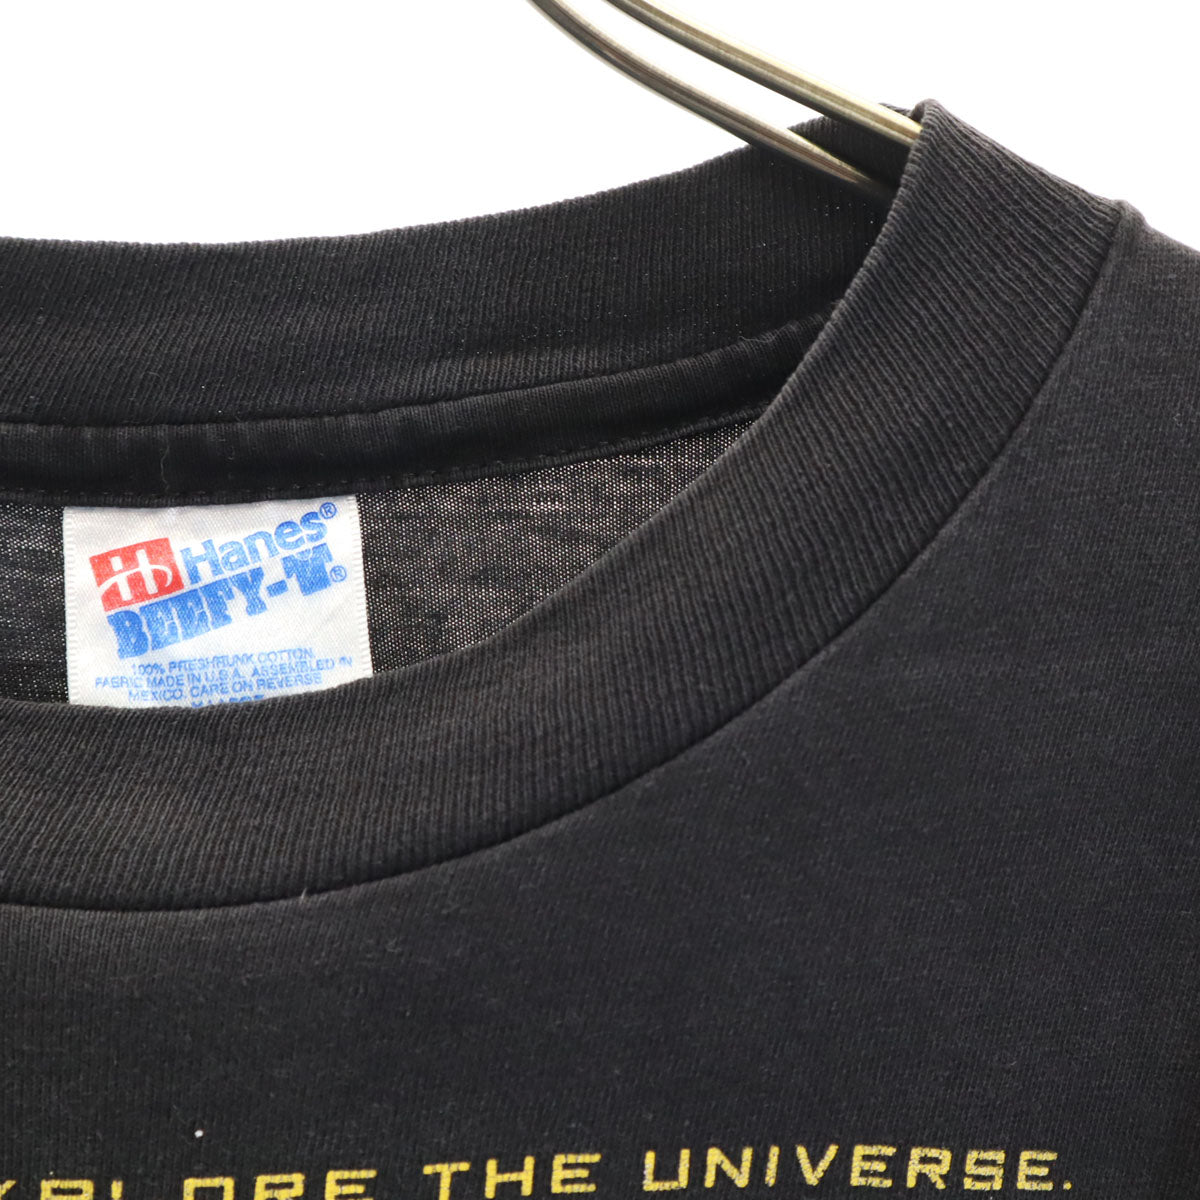 Hanes®
BEEFY-T®
100% PRESHRUNK COTTON
FABRIC MADE IN U.S.A. ASSEMBLED IN
MEXICO. CARE ON REVERSE
THE UNIVERSE.